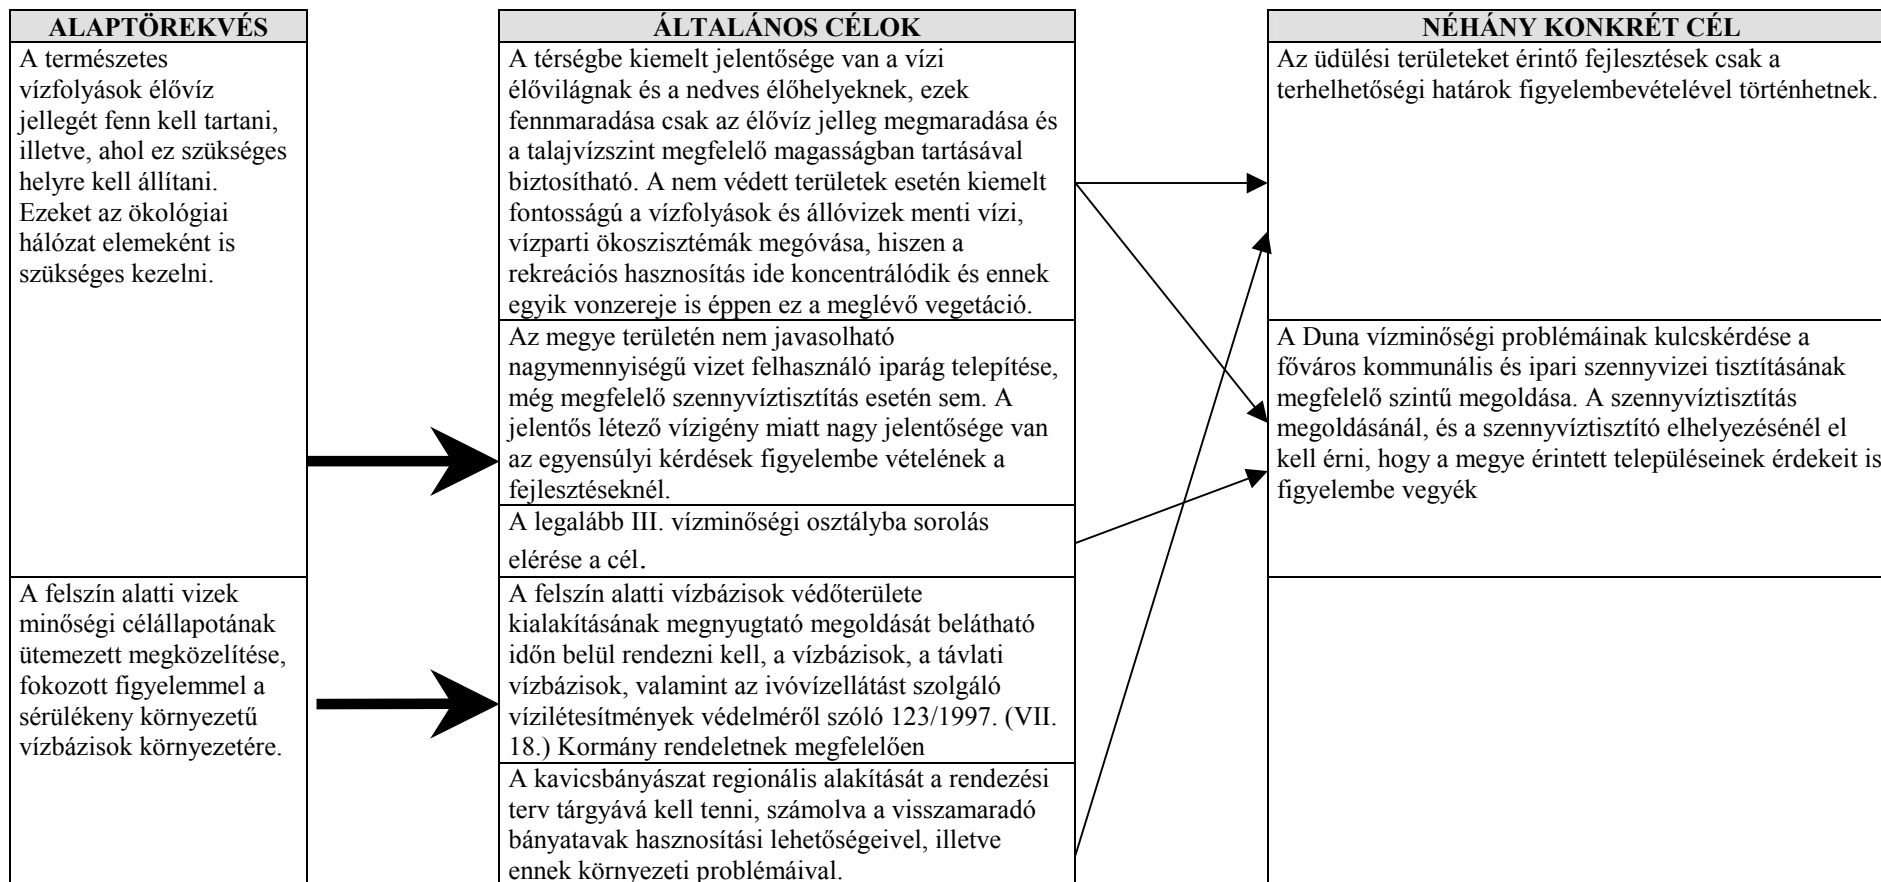 ALAPTÖREKVÉS
A természetes
vízfolyások élővíz
jellegét fenn kell tartani,
illetve, ahol ez szükséges
helyre kell állítani.
Ezeket az ökológiai
hálózat elemeként is
szükséges kezelni.
A felszín alatti vizek
minőségi célállapotának
ütemezett megközelítése,
fokozott figyelemmel a
sérülékeny környezetű
vízbázisok környezetére.
ÁLTALÁNOS CÉLOK
A térségbe kiemelt jelentősége van a vízi
élővilágnak és a nedves élőhelyeknek, ezek
fennmaradása csak az élővíz jelleg megmaradása és
a talajvízszint megfelelő magasságban tartásával
biztosítható. A nem védett területek esetén kiemelt
fontosságú a vízfolyások és állóvizek menti vízi,
vízparti ökoszisztémák megóvása, hiszen a
rekreációs hasznosítás ide koncentrálódik és ennek
egyik vonzereje is éppen ez a meglévő vegetáció.
Az megye területén nem javasolható
nagymennyiségű vizet felhasználó iparág telepítése,
még megfelelő szennyvíztisztítás esetén sem. A
jelentős létező vízigény miatt nagy jelentősége van
az egyensúlyi kérdések figyelembe vételének a
fejlesztéseknél.
A legalább III. vízminőségi osztályba sorolás
elérése a cél.
A felszín alatti vízbázisok védőterülete
kialakításának megnyugtató megoldását belátható
időn belül rendezni kell, a vízbázisok, a távlati
vízbázisok, valamint az ivóvízellátást szolgáló
vízilétesítmények védelméről szóló 123/1997. (VII.
18.) Kormány rendeletnek megfelelően
A kavicsbányászat regionális alakítását a rendezési
terv tárgyává kell tenni, számolva a visszamaradó
bányatavak hasznosítási lehetőségeivel, illetve
ennek környezeti problémáival.
NÉHÁNY KONKRÉT CÉL
Az üdülési területeket érintő fejlesztések csak a
terhelhetőségi határok figyelembevételével történhetnek.
A Duna vízminőségi problémáinak kulcskérdése a
főváros kommunális és ipari szennyvizei tisztításának
megfelelő szintű megoldása. A szennyvíztisztítás
megoldásánál, és a szennyvíztisztító elhelyezésénél el
kell érni, hogy a megye érintett településeinek érdekeit is
figyelembe vegyék